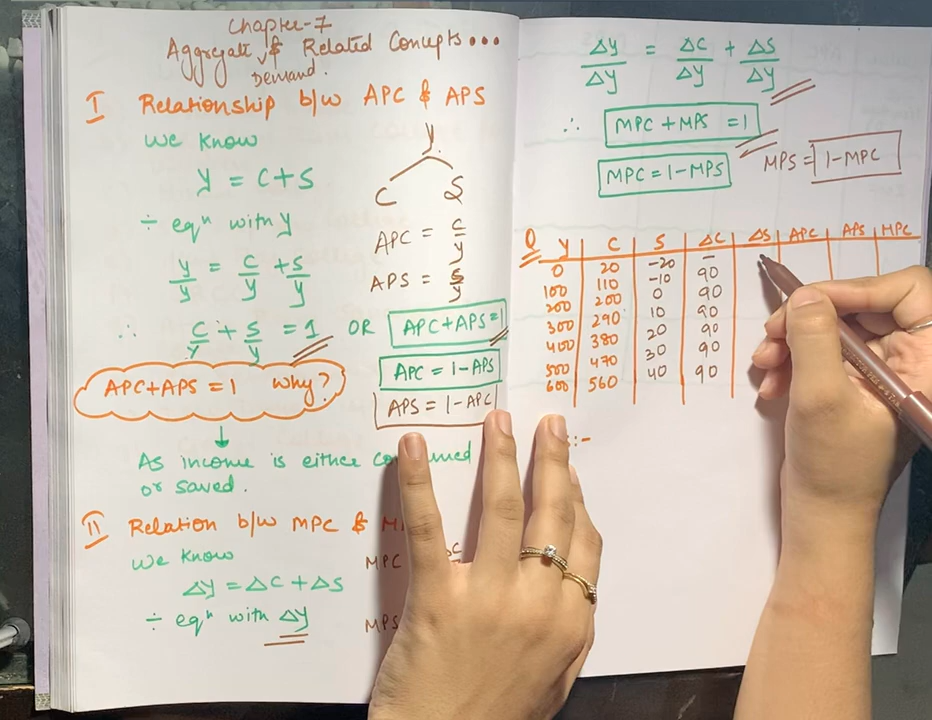 Chapter-7
Aggregate & Related Concepts...
Demand.
I Relationship b/w APC & APS
We know
y = C+S
÷ eqⁿ with y
y/y = C/y + S/y
∴ C/y + S/y = 1 OR APC+APS=1
y
C S
APC = C/y
APS = S/y
APC = 1-APS
APS = 1-APC
APC+APS = 1 why?
As income is either
or saved.
II Relation b/w MPC &
We know
Δy = ΔC + ΔS
÷ eqⁿ with Δy
MPC
MPS
Δy/Δy = ΔC/Δy + ΔS/Δy
∴ MPC + MPS = 1
MPC = 1-MPS
MPS = 1-MPC
Q Y C S ΔC ΔS APC APS MPC
0 20 -20 -
100 110 -10 90
200 200 0 90
300 290 10 90
400 380 20 90
500 470 30 90
600 560 40 90
:-